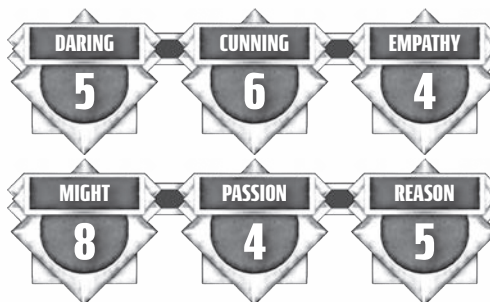 DARING CUNNING EMPATHY
5 6 4
MIGHT PASSION REASON
8 4 5